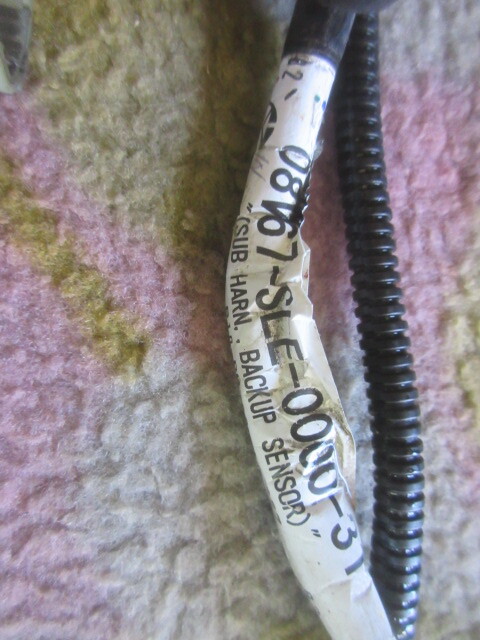 08V67-SLE-0000-31
"(SUB HARN., BACKUP SENSOR)"